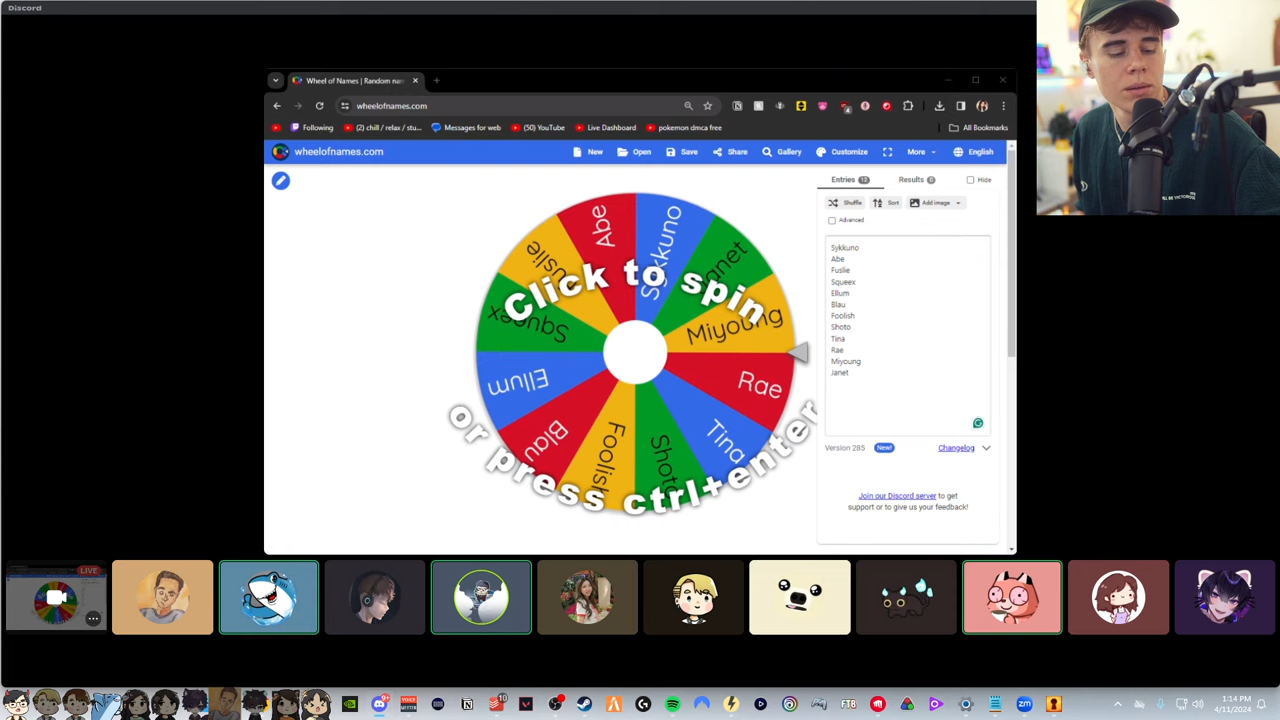 Discord
Wheel of Names | Random nam
wheelofnames.com
Following
(2) chill / relax / stu...
Messages for web
(50) YouTube
Live Dashboard
pokemon dmca free
All Bookmarks
wheelofnames.com
New
Open
Save
Share
Gallery
Customize
More
English
Entries 12
Results 0
Hide
Shuffle
Sort
Add image
Advanced
Sykkuno
Abe
Fuslie
Squeex
Ellum
Blau
Foolish
Shoto
Tina
Rae
Miyoung
Janet
Click to spin
or press ctrl+enter
Abe
Sykkuno
Janet
Miyoung
Rae
Tina
Shoto
Foolish
Blau
Ellum
Squeex
Fuslie
Version 285
New!
Changelog
Join our Discord server to get
support or to give us your feedback!
LIVE
1:14 PM
4/11/2024